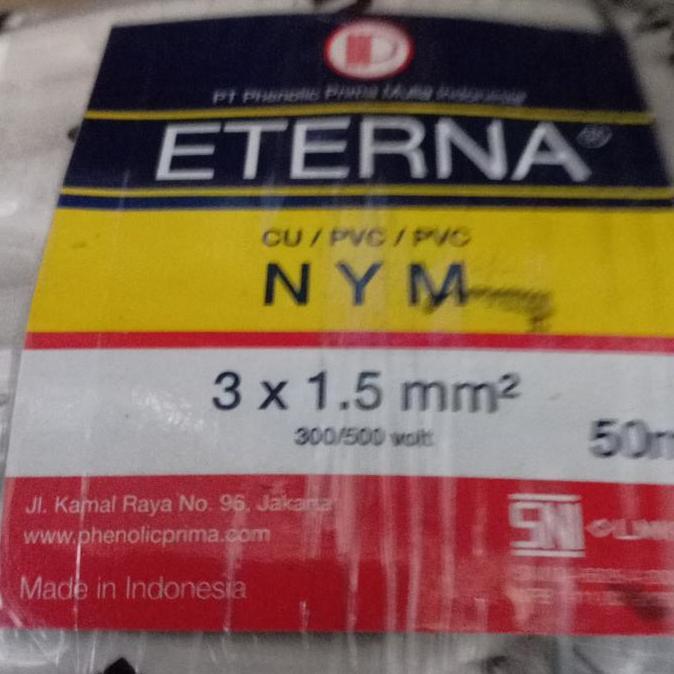 PT Phenolic Prima Mulia Indonesia
ETERNA®
CU / PVC / PVC
NYM
3 x 1.5 mm²
300/500 volt
50m
Jl. Kamal Raya No. 96, Jakarta
www.phenolicprima.com
SNI
Made in Indonesia